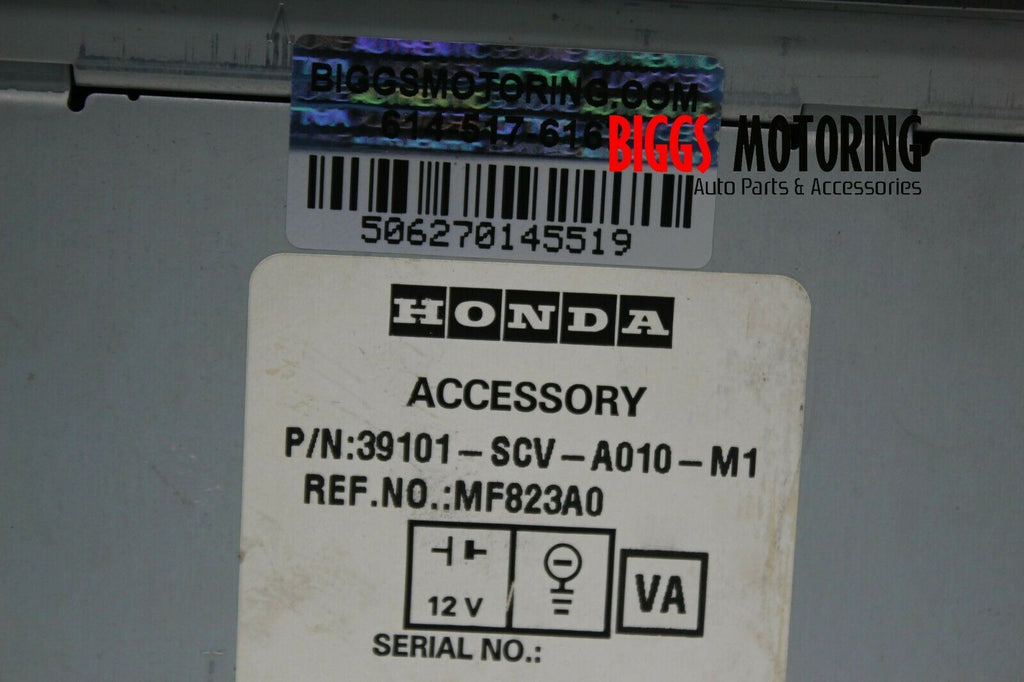 BIGGSMOTORING.COM
614-517-616
BIGGS MOTORING
Auto Parts & Accessories
506270145519
HONDA
ACCESSORY
P/N:39101-SCV-A010-M1
REF.NO.:MF823A0
12 V
VA
SERIAL NO.: